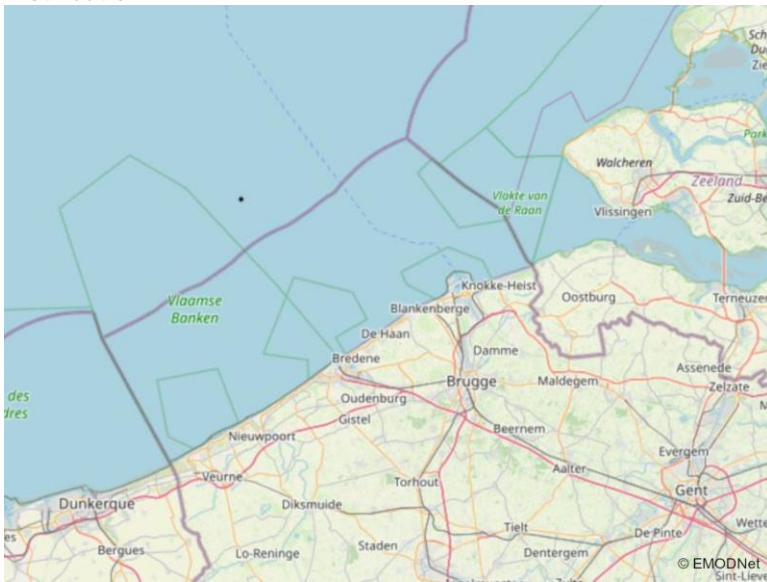 Walcheren
Zeeland
Vlissingen
Vlakte van
de Raan
Knokke-Heist
Oostburg
Terneuzen
Blankenberge
Vlaamse
Banken
De Haan
Bredene
Damme
Assenede
Zelzate
Brugge
Maldegem
des
Oudenburg
Gistel
Beernem
Nieuwpoort
Evergem
Aalter
Veurne
Torhout
Gent
Dunkerque
Diksmuide
Tielt
De Pinte
Bergues
Lo-Reninge
Staden
Dentergem
© EMODNet